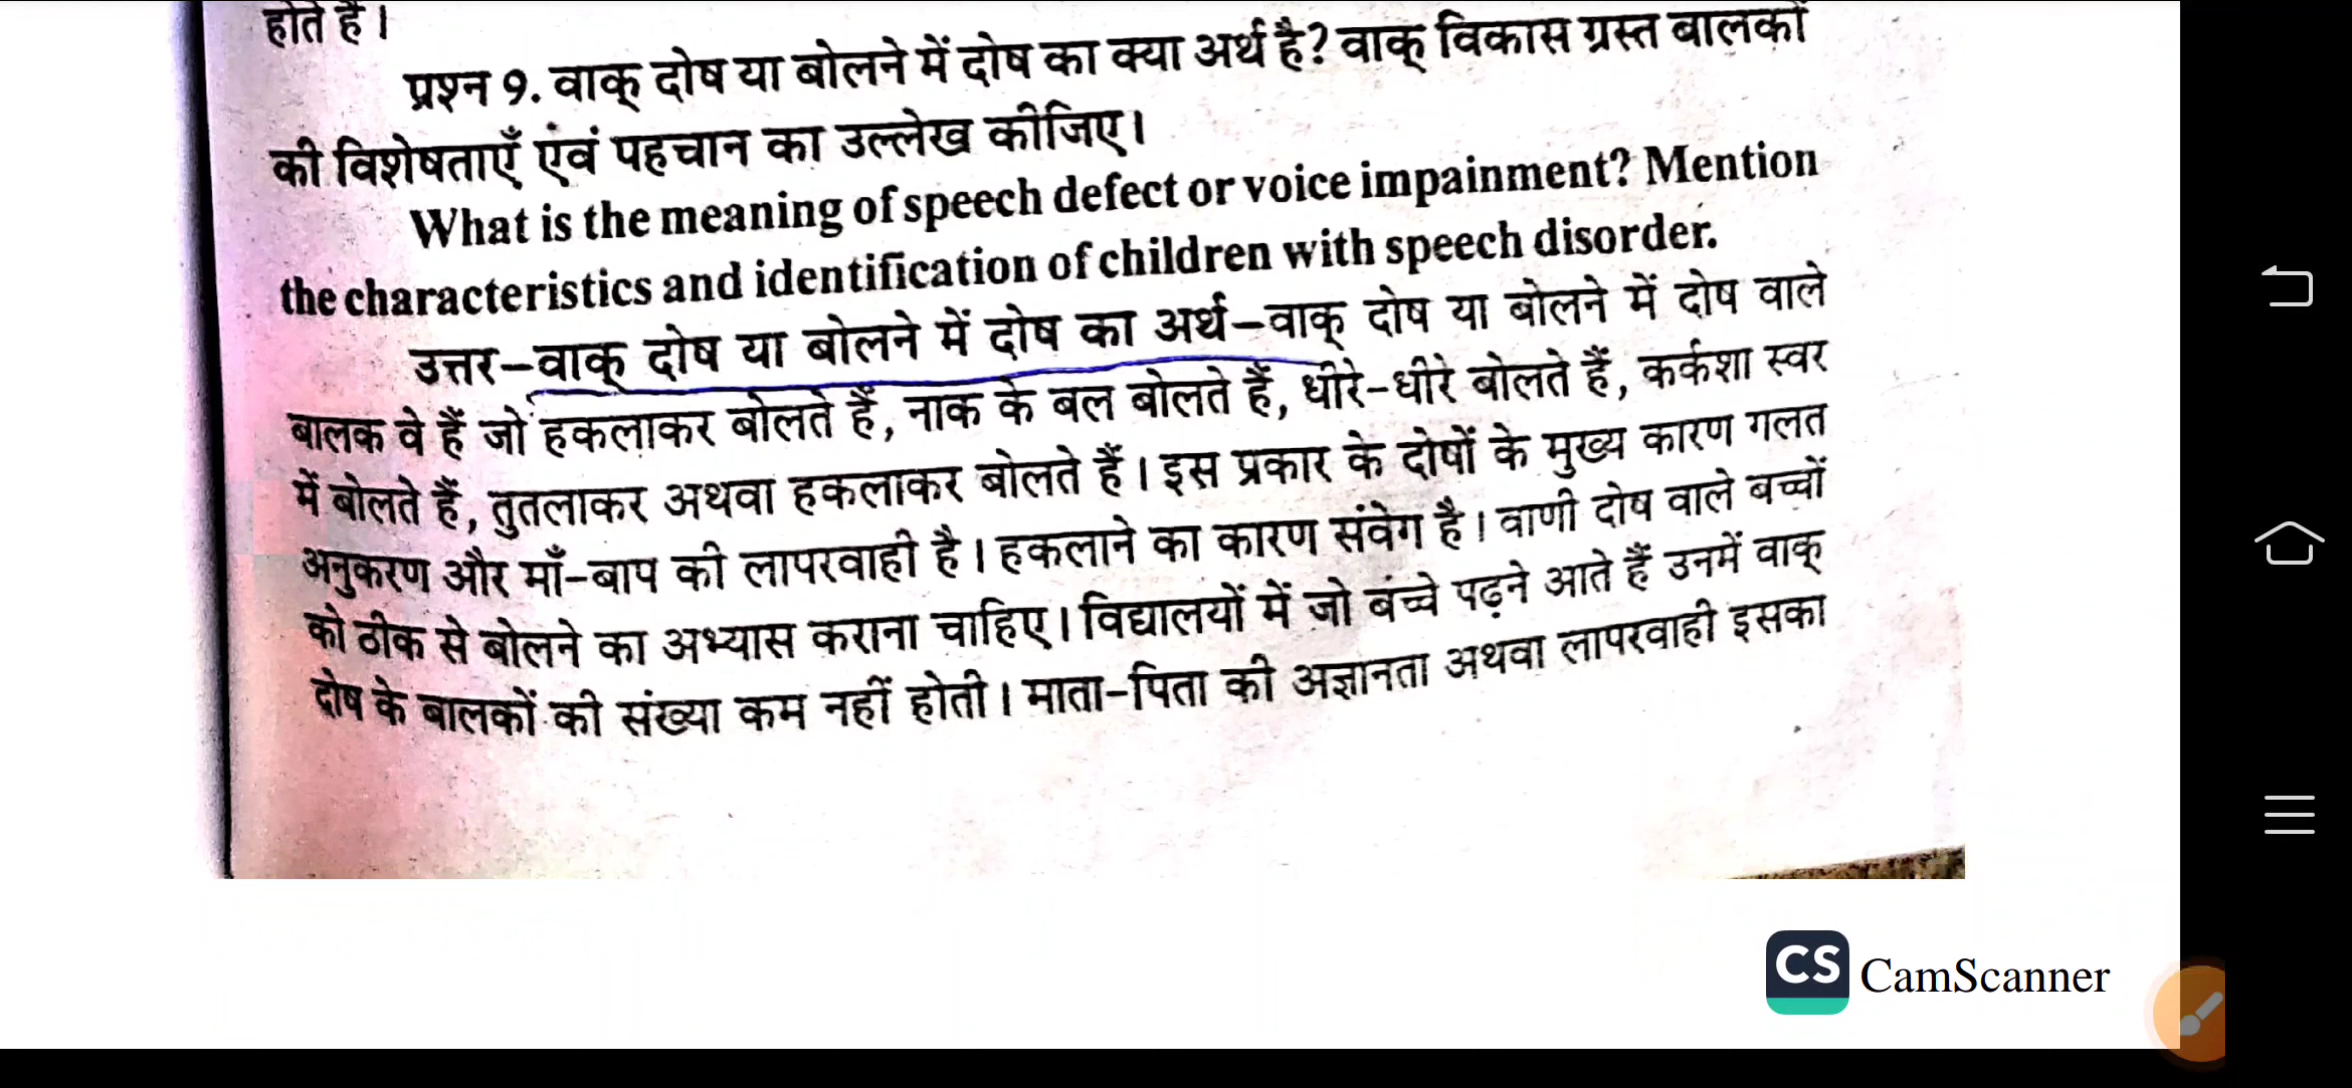 होते हैं।
प्रश्न 9. वाक् दोष या बोलने में दोष का क्या अर्थ है? वाक् विकास ग्रस्त बालकों
की विशेषताएँ एंवं पहचान का उल्लेख कीजिए।
What is the meaning of speech defect or voice impainment? Mention
the characteristics and identification of children with speech disorder.
उत्तर–वाक् दोष या बोलने में दोष का अर्थ–वाक् दोष या बोलने में दोष वाले
बालक वे हैं जो हकलाकर बोलते हैं, नाक के बल बोलते हैं, धीरे-धीरे बोलते हैं, कर्कशा स्वर
में बोलते हैं, तुतलाकर अथवा हकलाकर बोलते हैं। इस प्रकार के दोषों के मुख्य कारण गलत
अनुकरण और माँ-बाप की लापरवाही है। हकलाने का कारण संवेग है। वाणी दोष वाले बच्चों
को ठीक से बोलने का अभ्यास कराना चाहिए। विद्यालयों में जो बंच्चे पढ़ने आते हैं उनमें वाक्
दोष के बालकों की संख्या कम नहीं होती। माता-पिता की अज्ञानता अथवा लापरवाही इसका
CS CamScanner